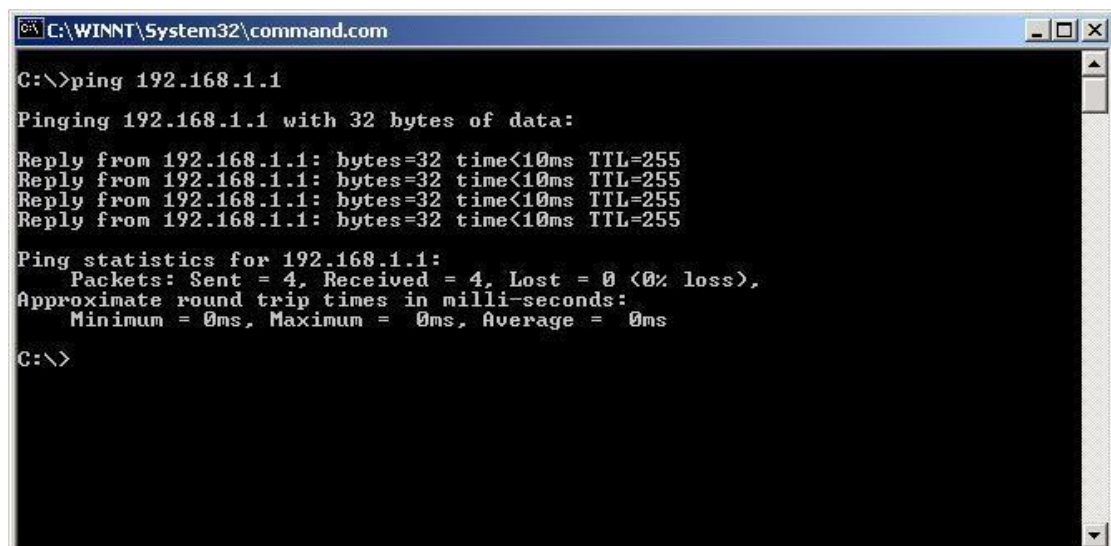 C:\WINNT\System32\command.com
C:\>ping 192.168.1.1
Pinging 192.168.1.1 with 32 bytes of data:
Reply from 192.168.1.1: bytes=32 time<10ms TTL=255
Reply from 192.168.1.1: bytes=32 time<10ms TTL=255
Reply from 192.168.1.1: bytes=32 time<10ms TTL=255
Reply from 192.168.1.1: bytes=32 time<10ms TTL=255
Ping statistics for 192.168.1.1:
    Packets: Sent = 4, Received = 4, Lost = 0 (0% loss),
Approximate round trip times in milli-seconds:
    Minimum = 0ms, Maximum =  0ms, Average =  0ms
C:\>